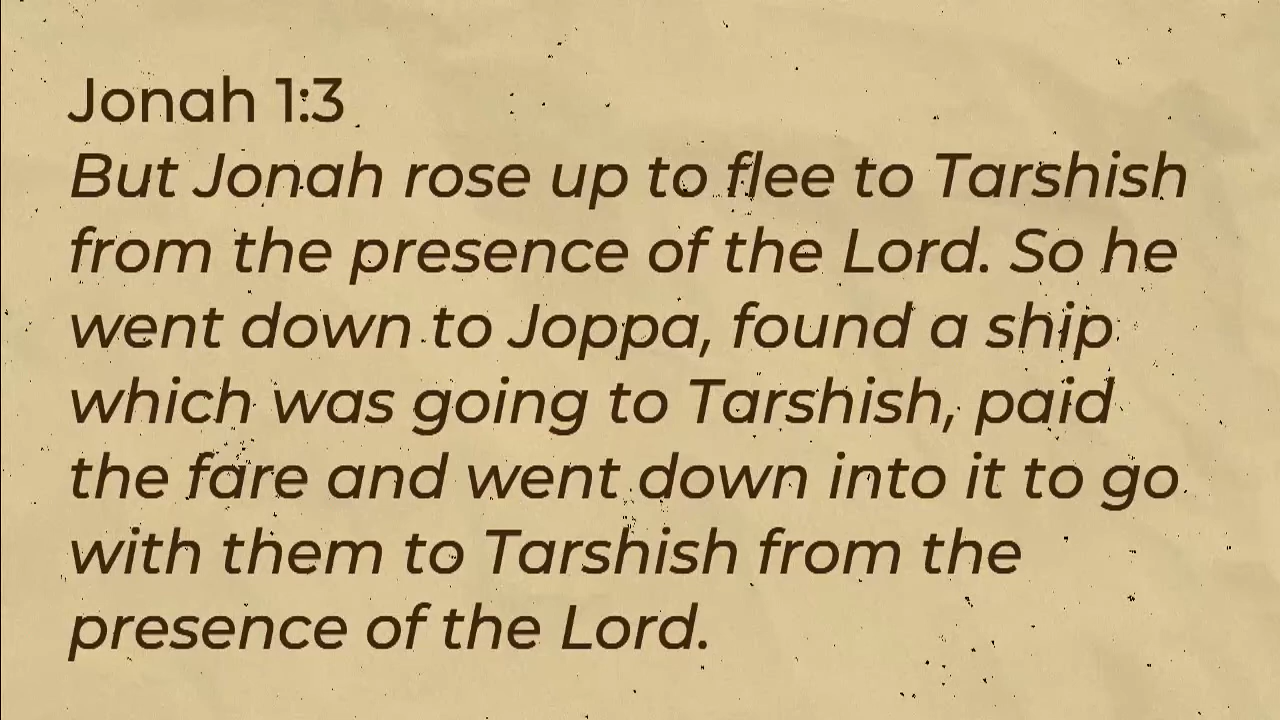 Jonah 1:3
But Jonah rose up to flee to Tarshish
from the presence of the Lord. So he
went down to Joppa, found a ship
which was going to Tarshish, paid
the fare and went down into it to go
with them to Tarshish from the
presence of the Lord.